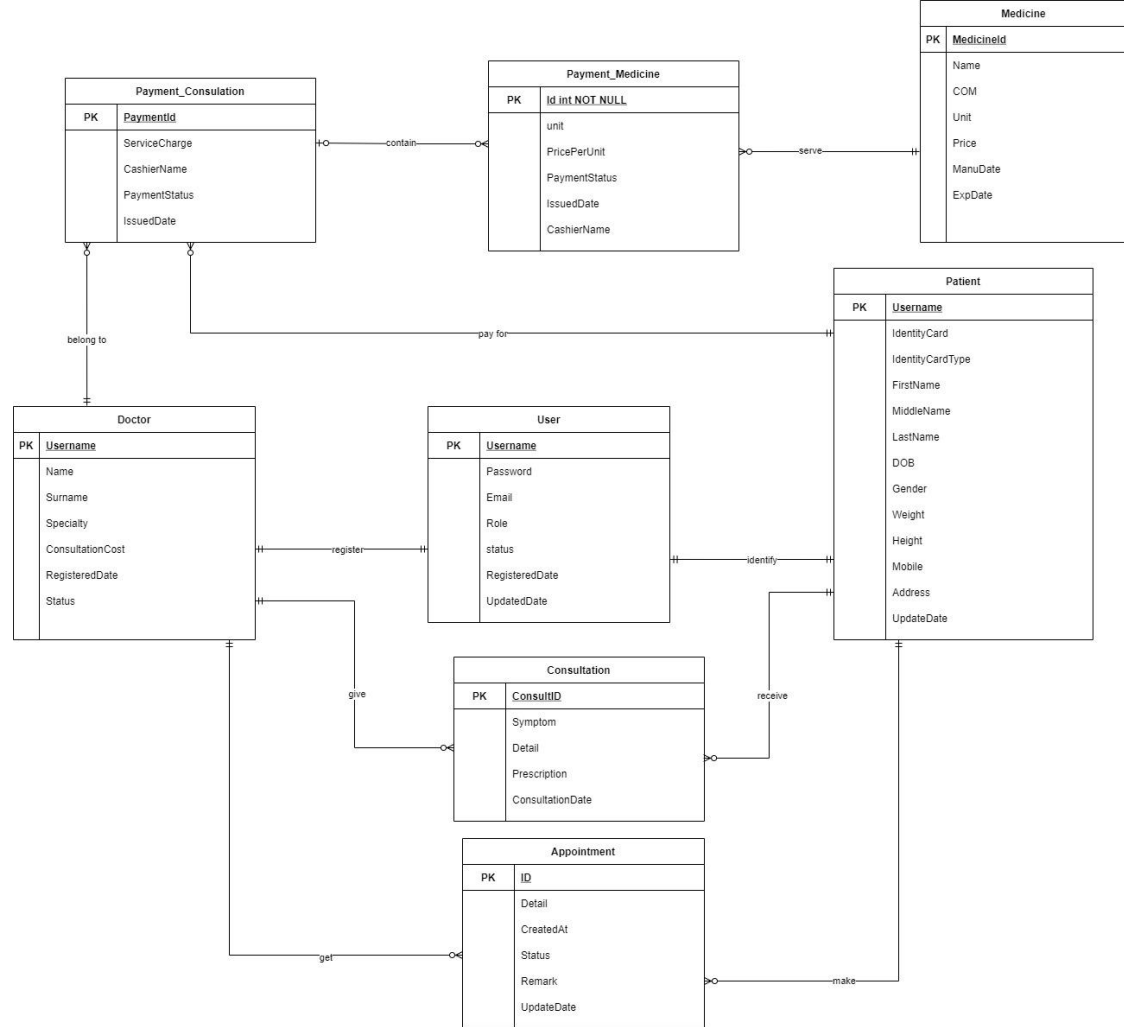 Medicine
PK MedicineId
Name
COM
Unit
Price
ManuDate
ExpDate
Payment_Consulation
PK PaymentId
ServiceCharge
CashierName
PaymentStatus
IssuedDate
contain
Payment_Medicine
PK Id int NOT NULL
unit
PricePerUnit
PaymentStatus
IssuedDate
CashierName
serve
belong to
pay for
Patient
PK Username
IdentityCard
IdentityCardType
FirstName
MiddleName
LastName
DOB
Gender
Weight
Height
Mobile
Address
UpdateDate
Doctor
PK Username
Name
Surname
Specialty
ConsultationCost
RegisteredDate
Status
register
User
PK Username
Password
Email
Role
status
RegisteredDate
UpdatedDate
identify
give
Consultation
PK ConsultID
Symptom
Detail
Prescription
ConsultationDate
receive
Appointment
PK ID
Detail
CreatedAt
Status
Remark
UpdateDate
get
make